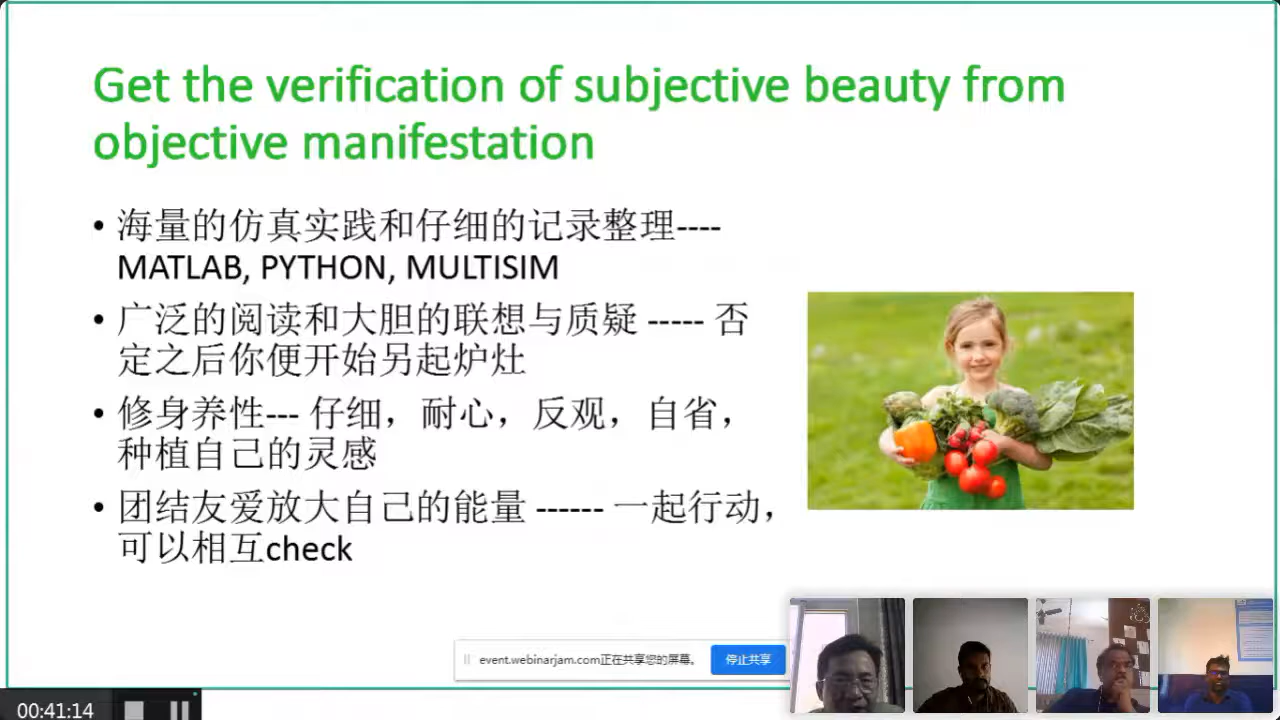 Get the verification of subjective beauty from
objective manifestation
• 海量的仿真实践和仔细的记录整理----
MATLAB, PYTHON, MULTISIM
• 广泛的阅读和大胆的联想与质疑 ----- 否
定之后你便开始另起炉灶
• 修身养性--- 仔细，耐心，反观，自省，
种植自己的灵感
• 团结友爱放大自己的能量 ------ 一起行动，
可以相互check
event.webinarjam.com正在共享您的屏幕。
停止共享
00:41:14